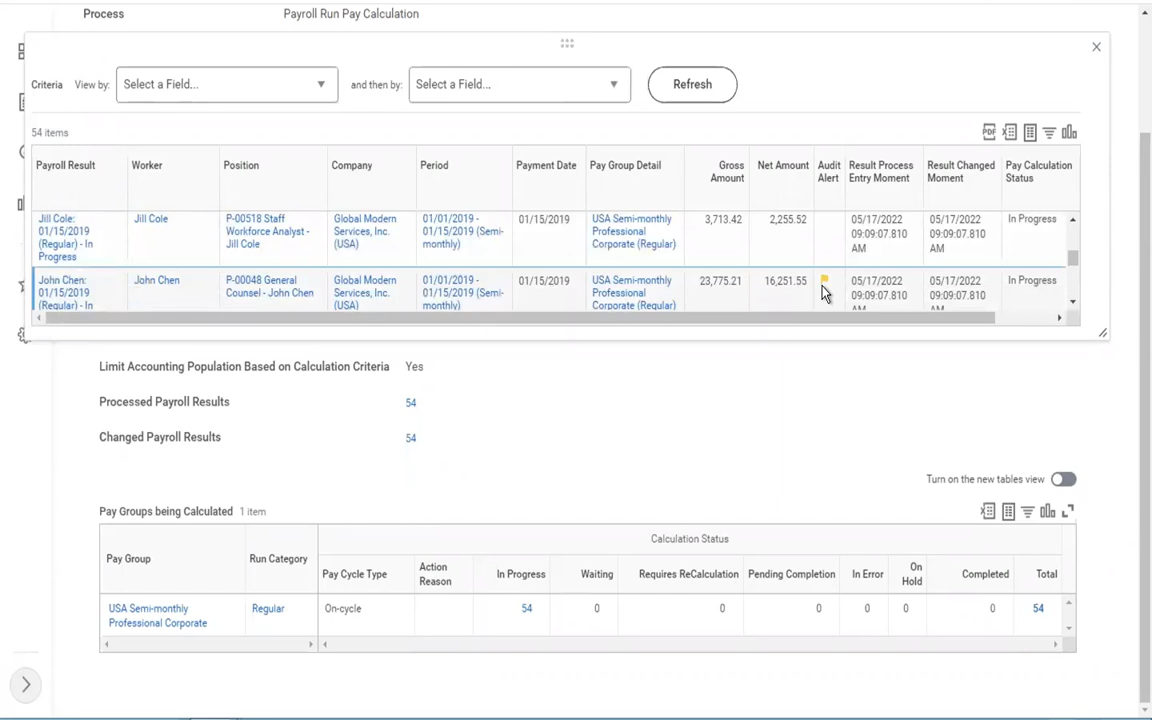 Process Payroll Run Pay Calculation
Criteria View by: Select a Field... and then by: Select a Field... Refresh
54 items
PDF
Payroll Result Worker Position Company Period Payment Date Pay Group Detail Gross Amount Net Amount Audit Alert Result Process Entry Moment Result Changed Moment Pay Calculation Status
Jill Cole: 01/15/2019 (Regular) - In Progress Jill Cole P-00518 Staff Workforce Analyst - Jill Cole Global Modern Services, Inc. (USA) 01/01/2019 - 01/15/2019 (Semi-monthly) 01/15/2019 USA Semi-monthly Professional Corporate (Regular) 3,713.42 2,255.52 05/17/2022 09:09:07.810 AM 05/17/2022 09:09:07.810 AM In Progress
John Chen: 01/15/2019 (Regular) - In John Chen P-00048 General Counsel - John Chen Global Modern Services, Inc. (USA) 01/01/2019 - 01/15/2019 (Semi-monthly) 01/15/2019 USA Semi-monthly Professional Corporate (Regular) 23,775.21 16,251.55 05/17/2022 09:09:07.810 AM 05/17/2022 09:09:07.810 AM In Progress
Limit Accounting Population Based on Calculation Criteria Yes
Processed Payroll Results 54
Changed Payroll Results 54
Turn on the new tables view
Pay Groups being Calculated 1 item
Calculation Status
Pay Group Run Category Pay Cycle Type Action Reason In Progress Waiting Requires ReCalculation Pending Completion In Error On Hold Completed Total
USA Semi-monthly Professional Corporate Regular On-cycle 54 0 0 0 0 0 0 54